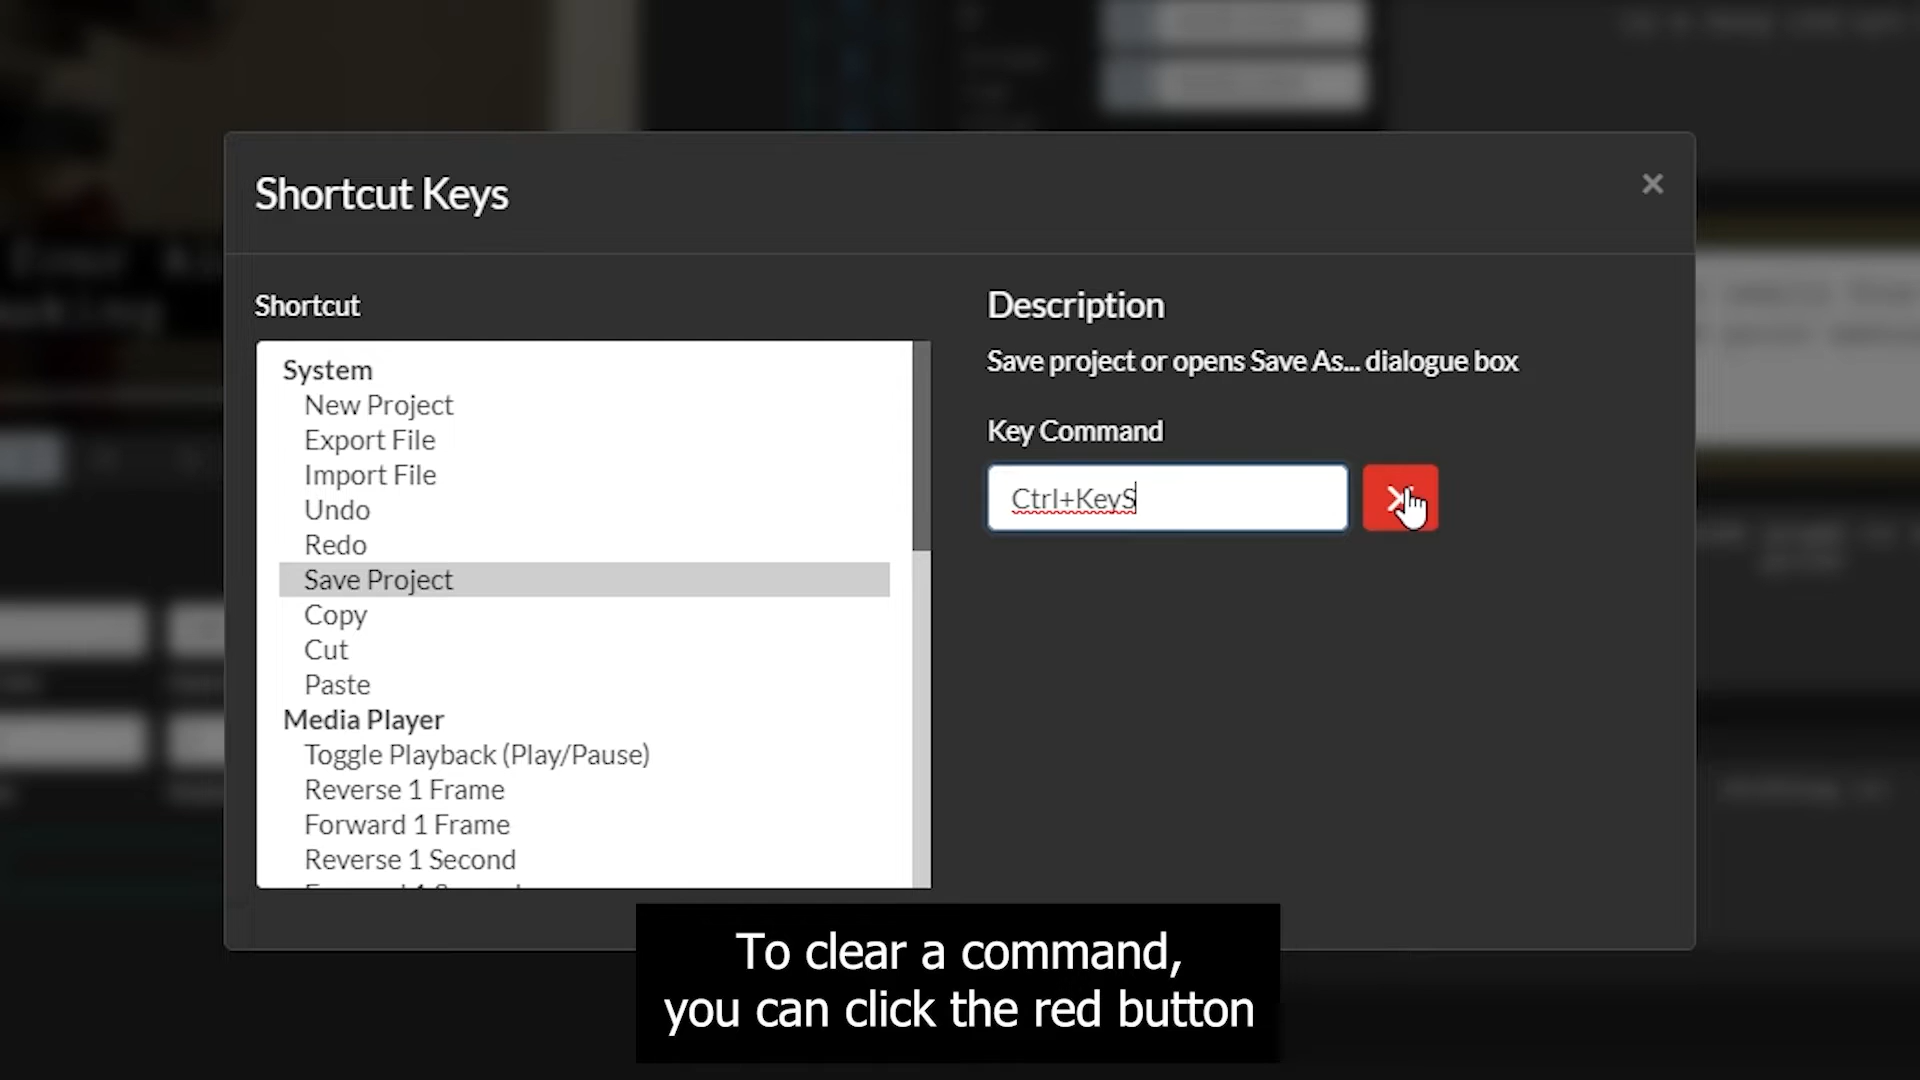 Shortcut Keys
Shortcut
System
New Project
Export File
Import File
Undo
Redo
Save Project
Copy
Cut
Paste
Media Player
Toggle Playback (Play/Pause)
Reverse 1 Frame
Forward 1 Frame
Reverse 1 Second
Description
Save project or opens Save As... dialogue box
Key Command
Ctrl+KeyS
To clear a command,
you can click the red button